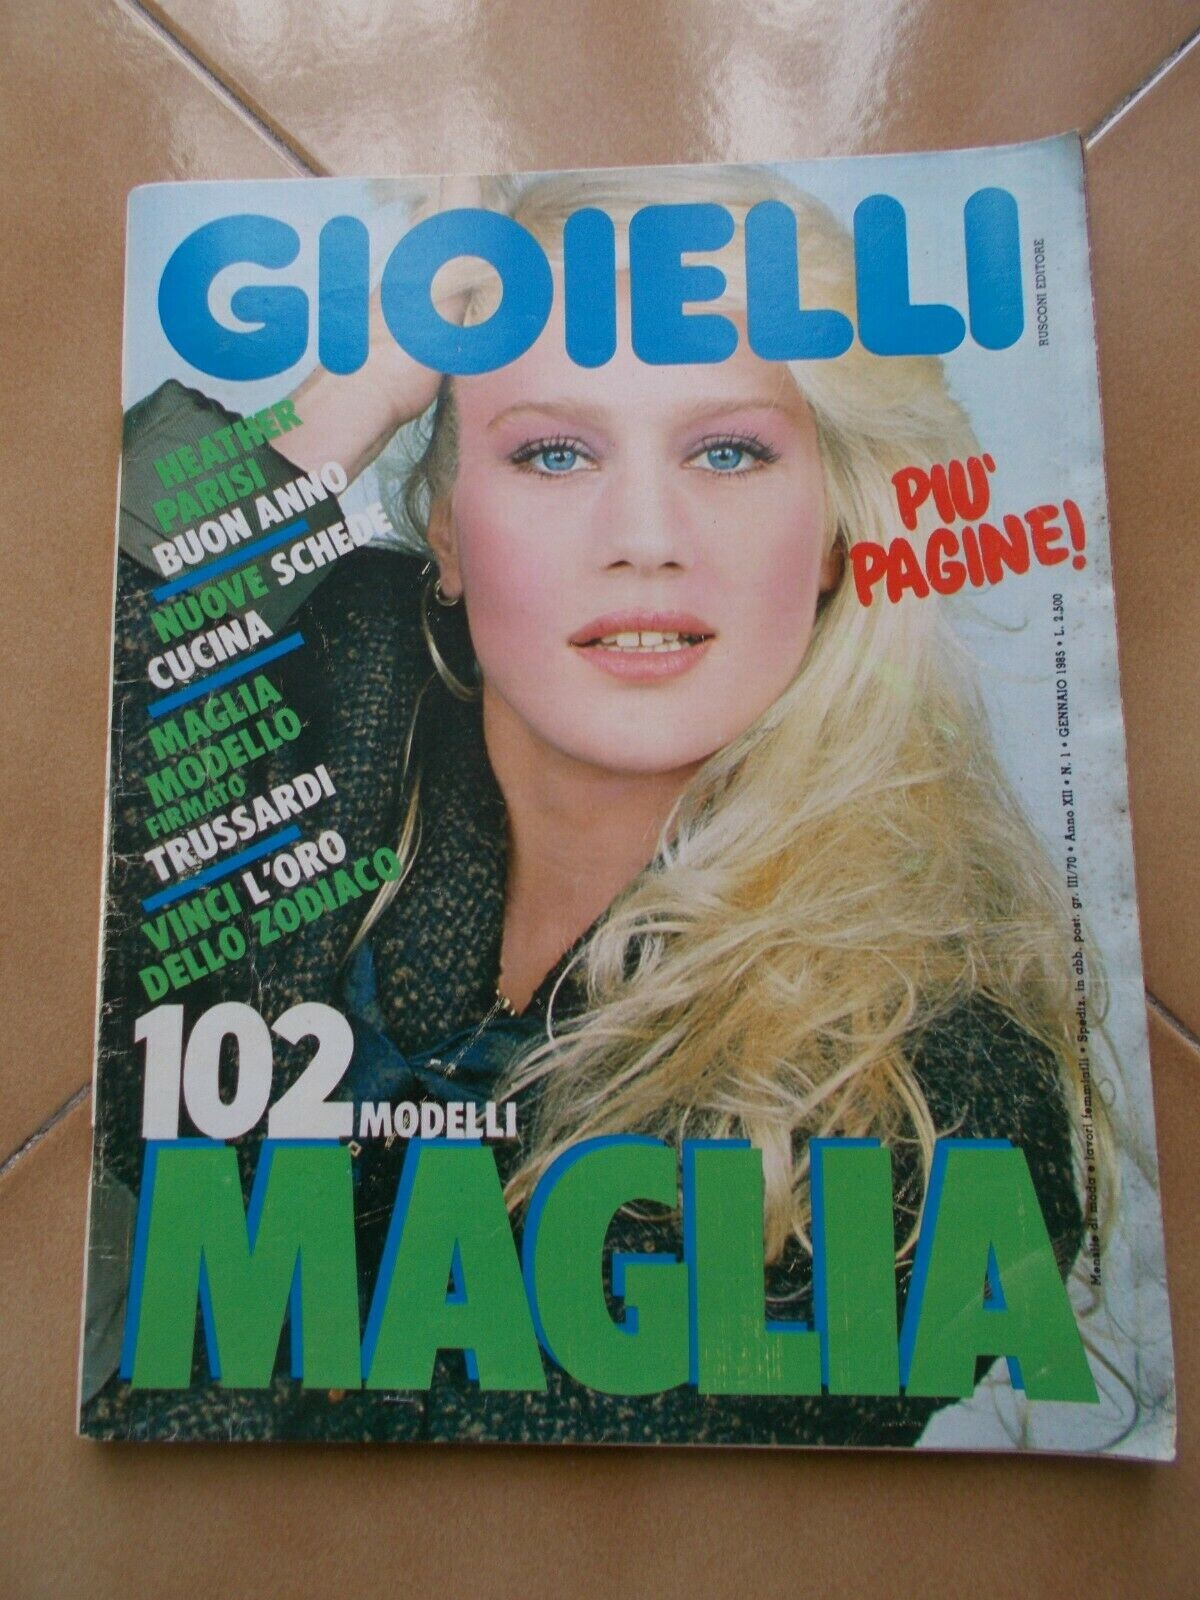 GIOIELLI
RUSCONI EDITORE
HEATHER
PARISI
BUON ANNO
NUOVE SCHEDE
CUCINA
MAGLIA
MODELLO
FIRMATO
TRUSSARDI
VINCI L'ORO
DELLO ZODIACO
PIU'
PAGINE!
102 MODELLI
MAGLIA
Mensile di moda e lavori femminili • Spediz. in abb. post. gr. III/70 • Anno XII • N. 1 • GENNAIO 1985 • L. 2.500